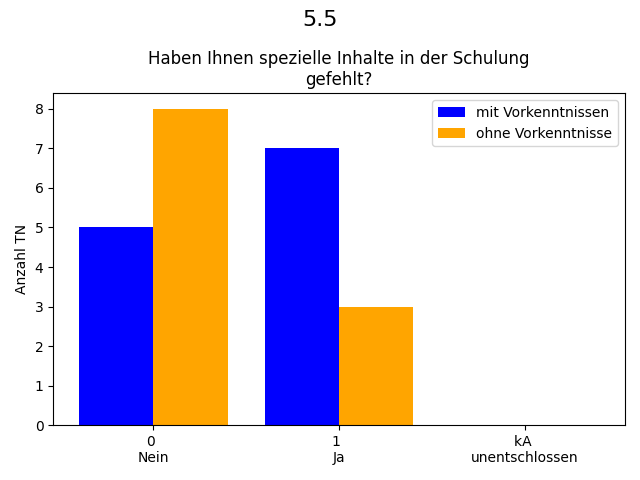 5.5
Haben Ihnen spezielle Inhalte in der Schulung
gefehlt?
mit Vorkenntnissen
ohne Vorkenntnisse
Anzahl TN
8
7
6
5
4
3
2
1
0
0
Nein
1
Ja
kA
unentschlossen